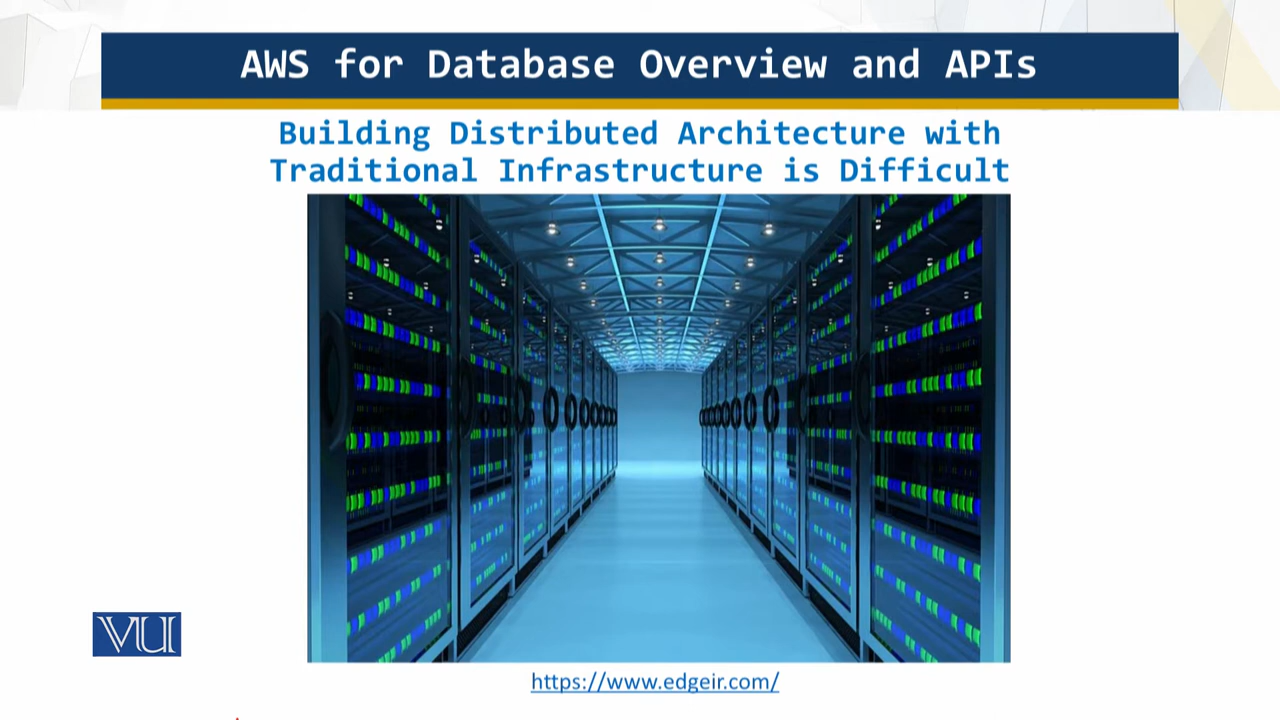 AWS for Database Overview and APIs
Building Distributed Architecture with
Traditional Infrastructure is Difficult
VU
https://www.edgeir.com/